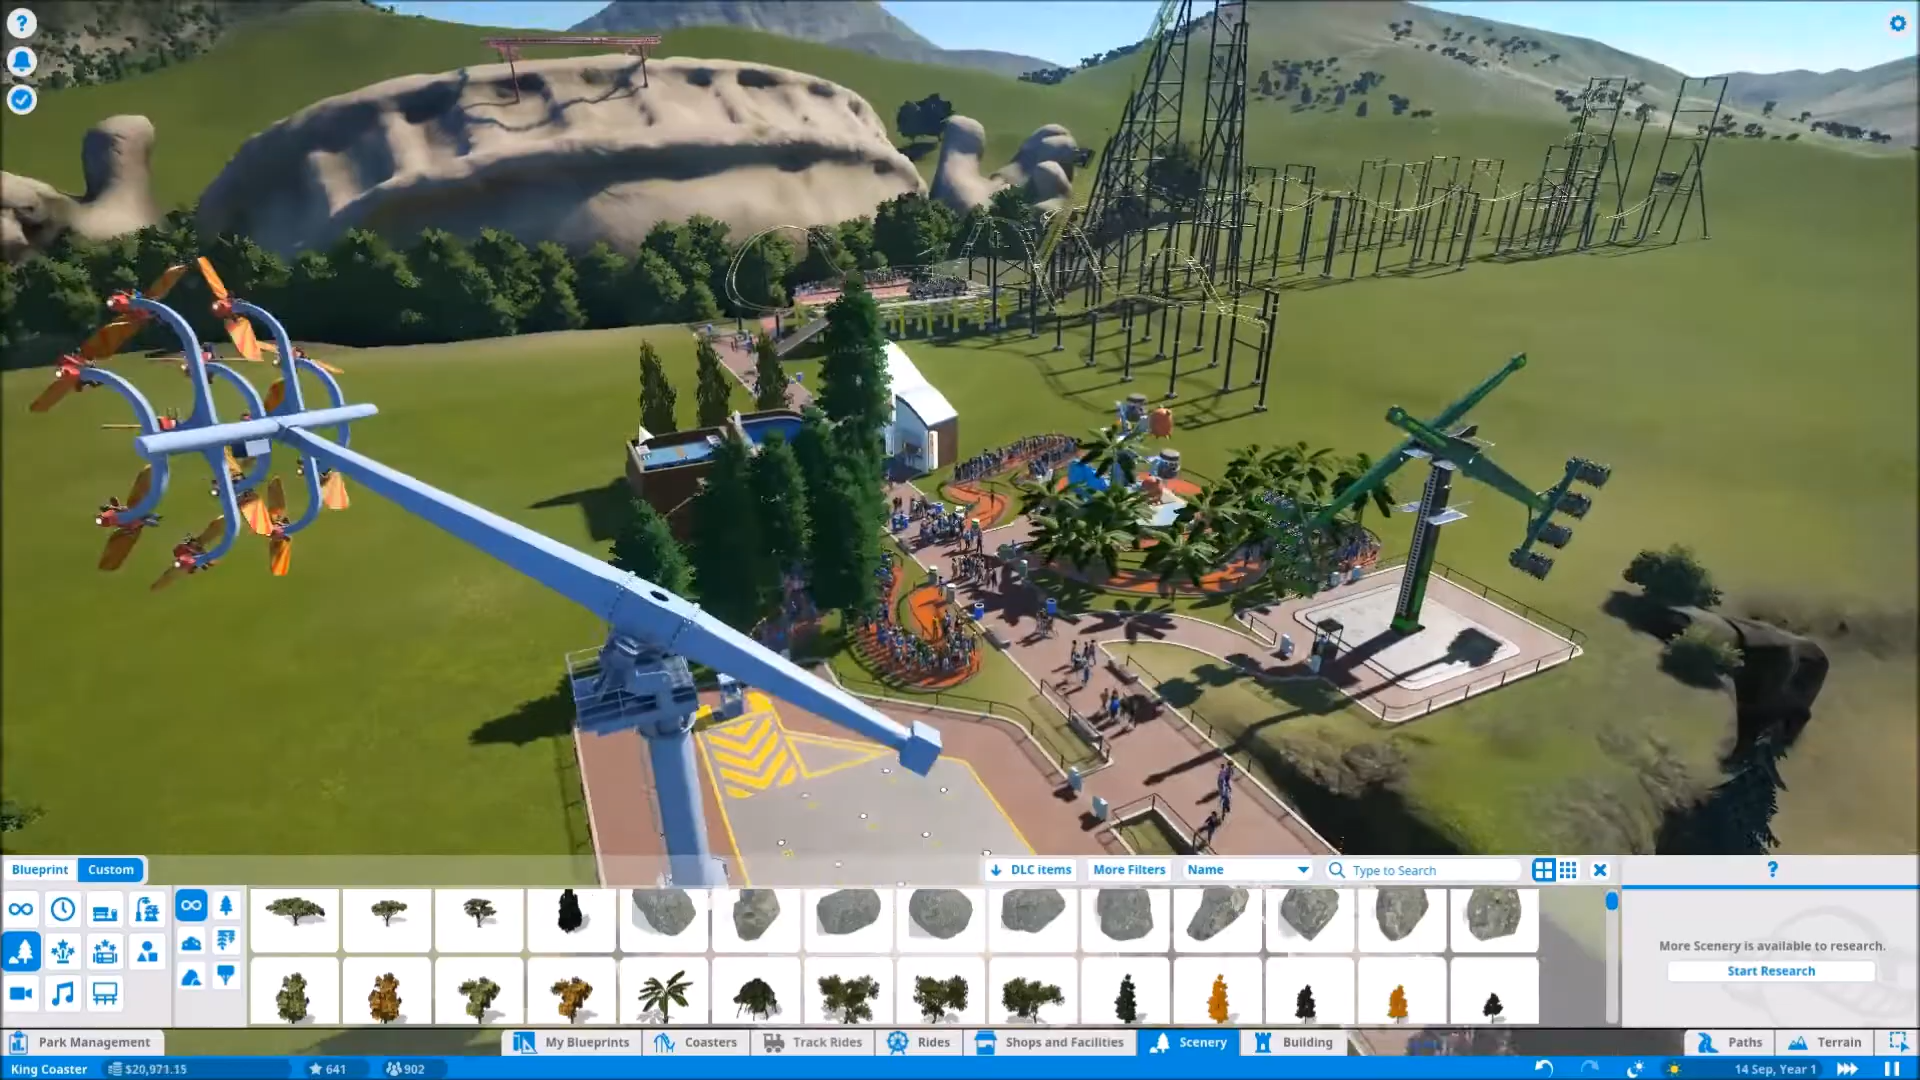 ?
Blueprint Custom
DLC items More Filters Name Type to Search
?
More Scenery is available to research.
Start Research
Park Management My Blueprints Coasters Track Rides Rides Shops and Facilities Scenery Building Paths Terrain
King Coaster $20,971.15 641 902 14 Sep, Year 1